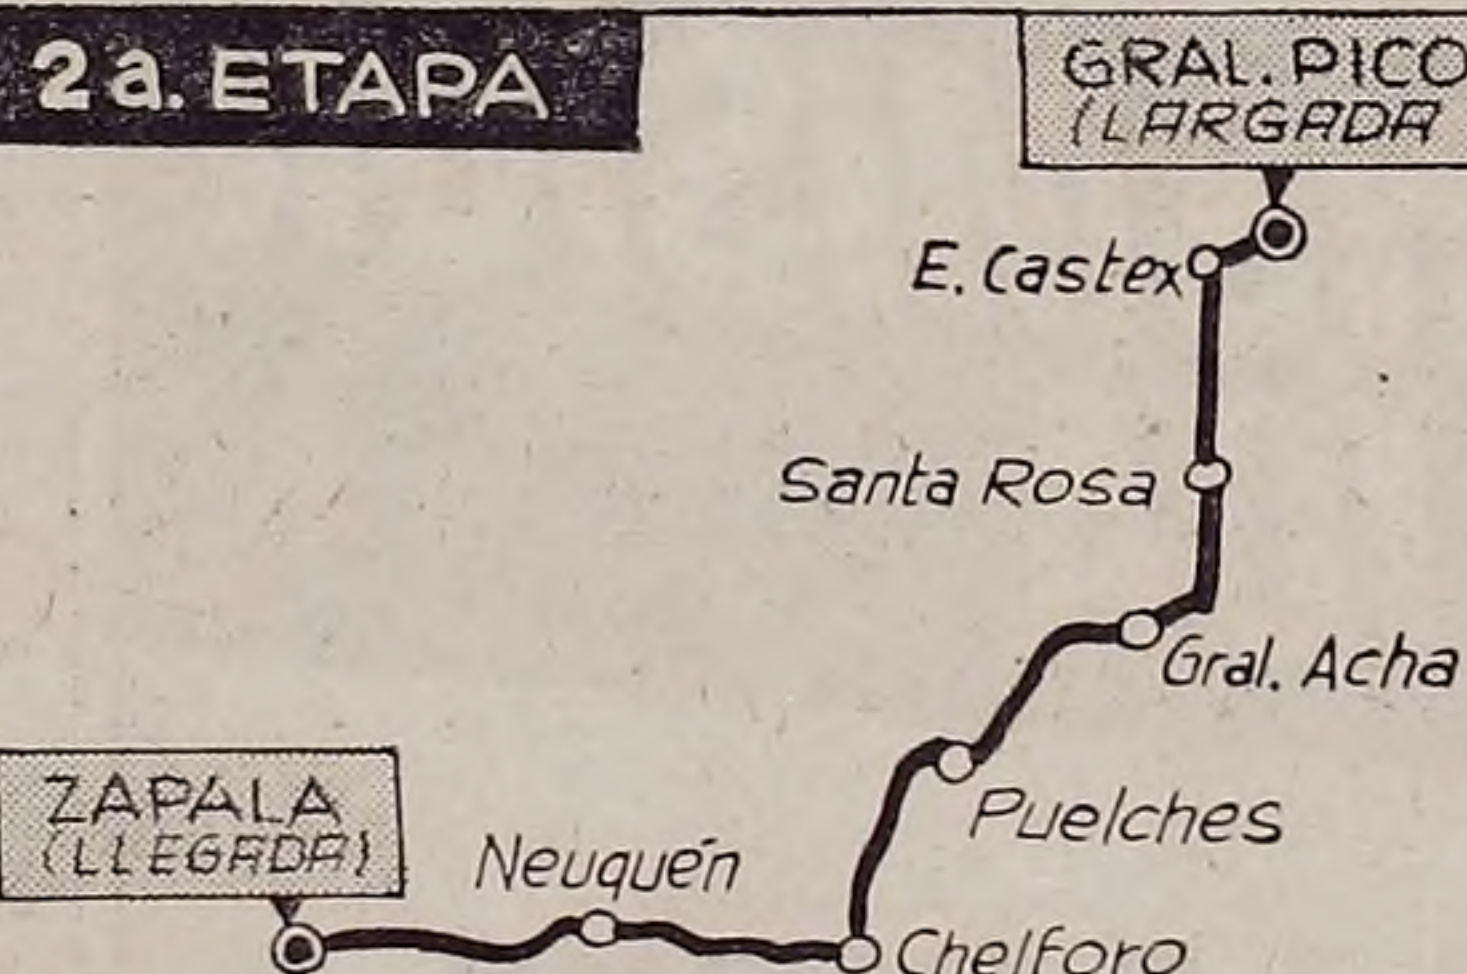 2a. ETAPA
GRAL. PICO
(LARGADA
E. Castex
Santa Rosa
Gral. Acha
Puelches
ZAPALA
(LLEGADA)
Neuquén
Chelforo